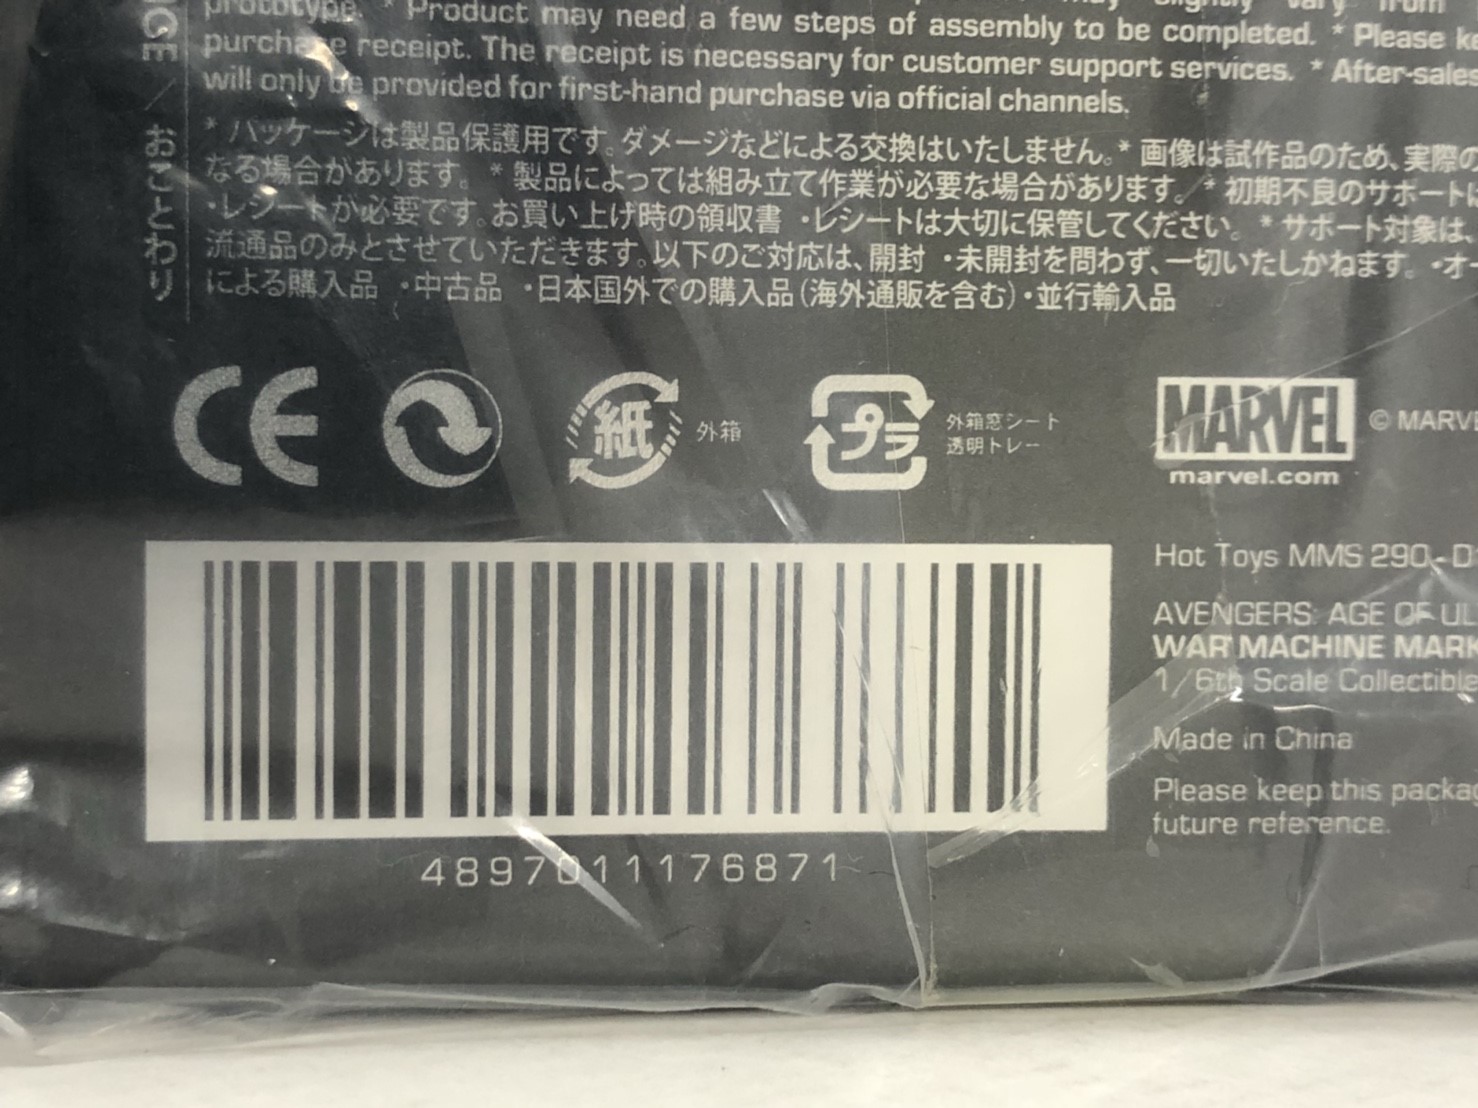 prototype. * Product may need a few steps of assembly to be completed. * Please
purchase receipt. The receipt is necessary for customer support services. * After-sales
will only be provided for first-hand purchase via official channels.
／おことわり
* パッケージは製品保護用です。ダメージなどによる交換はいたしません。* 画像は試作品のため、実際の
なる場合があります。 * 製品によっては組み立て作業が必要な場合があります。 * 初期不良のサポート
・レシートが必要です。お買い上げ時の領収書 ・レシートは大切に保管してください。 * サポート対象は、
流通品のみとさせていただきます。以下のご対応は、開封 ・未開封を問わず、一切いたしかねます。
による購入品 ・中古品 ・日本国外での購入品（海外通販を含む）・並行輸入品
CE
紙 外箱
プラ 外箱窓シート
透明トレー
MARVEL
© MARVE
marvel.com
4897011176871
Hot Toys MMS 290 - D
AVENGERS: AGE OF UL
WAR MACHINE MARK
1／6th Scale Collectible
Made in China
Please keep this packag
future reference.